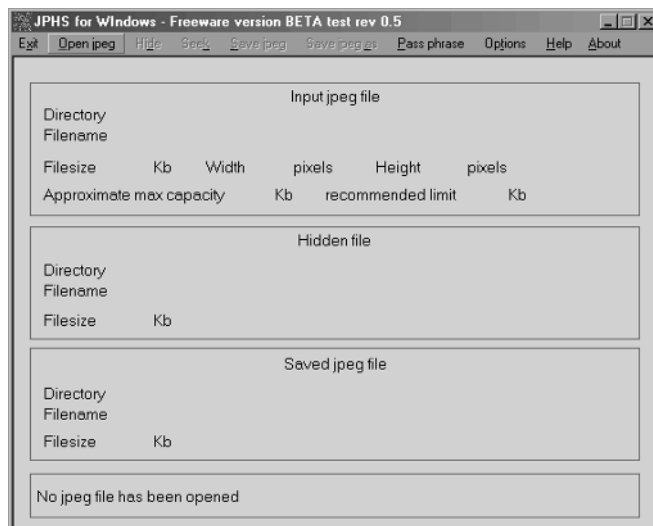 JPHS for WIndows - Freeware version BETA test rev 0.5
Exit Open jpeg Hide Seek Save jpeg Save jpeg as Pass phrase Options Help About
Input jpeg file
Directory
Filename
Filesize Kb Width pixels Height pixels
Approximate max capacity Kb recommended limit Kb
Hidden file
Directory
Filename
Filesize Kb
Saved jpeg file
Directory
Filename
Filesize Kb
No jpeg file has been opened